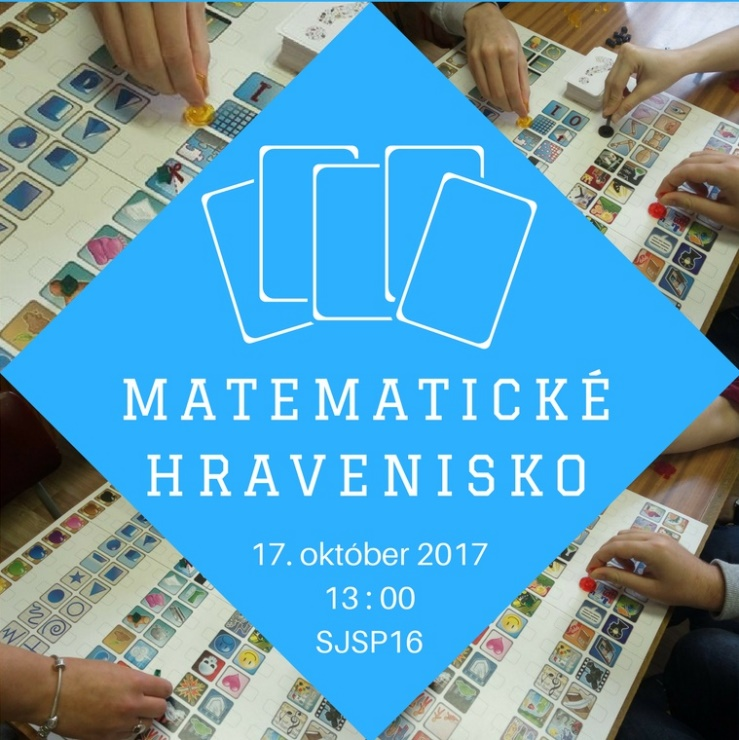 MATEMATICKÉ
HRAVENISKO
17. október 2017
13 : 00
SJSP16